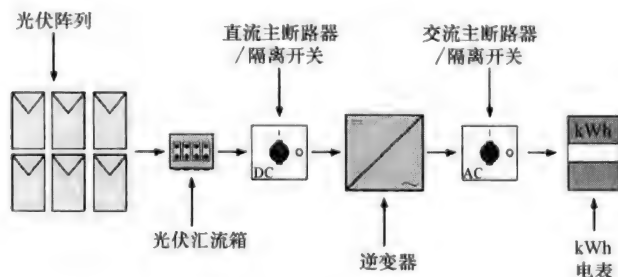 光伏阵列
直流主断路器
/隔离开关
交流主断路器
/隔离开关
kWh
DC
AC
光伏汇流箱
逆变器
kWh
电表